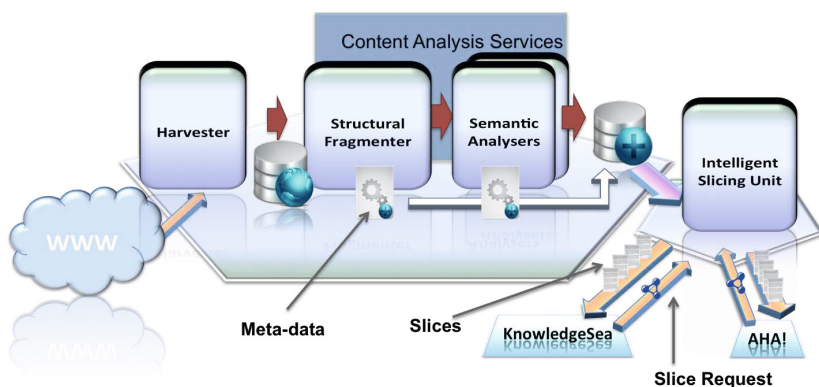 Content Analysis Services
Harvester
Structural
Fragmenter
Semantic
Analysers
Intelligent
Slicing Unit
WWW
Meta-data
Slices
KnowledgeSea
AHA!
Slice Request